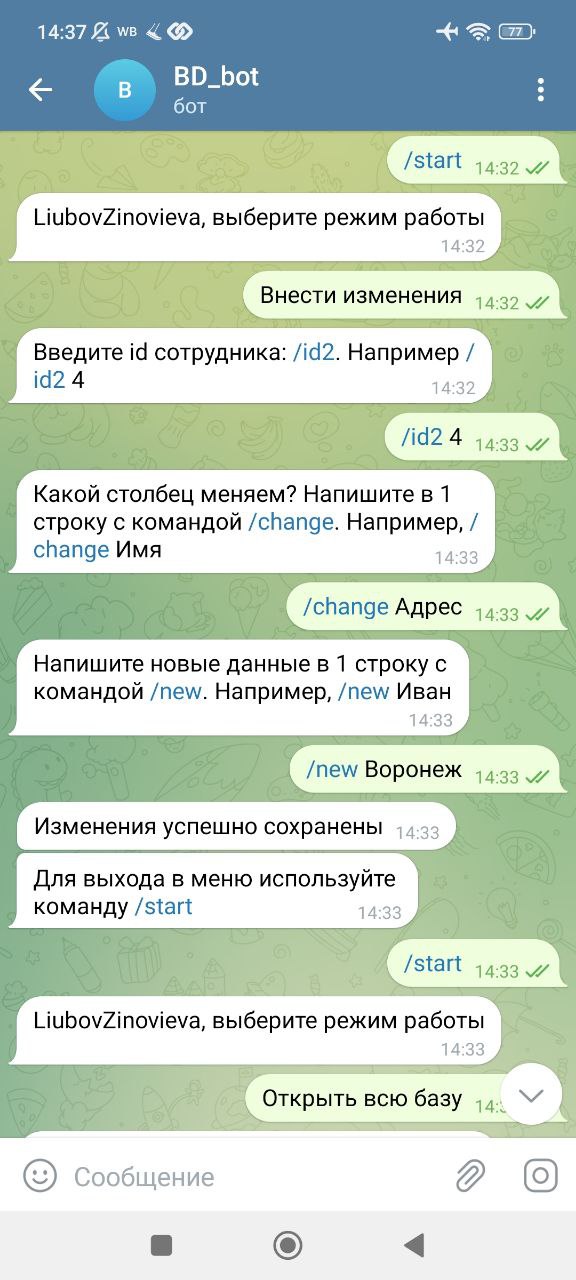 14:37 WB 77
B
BD_bot
бот
/start 14:32
LiubovZinovieva, выберите режим работы
14:32
Внести изменения 14:32
Введите id сотрудника: /id2. Например /
id2 4
14:32
/id2 4 14:33
Какой столбец меняем? Напишите в 1
строку с командой /change. Например, /
change Имя
14:33
/change Адрес 14:33
Напишите новые данные в 1 строку с
командой /new. Например, /new Иван
14:33
/new Воронеж 14:33
Изменения успешно сохранены 14:33
Для выхода в меню используйте
команду /start
14:33
/start 14:33
LiubovZinovieva, выберите режим работы
14:33
Открыть всю базу
Сообщение